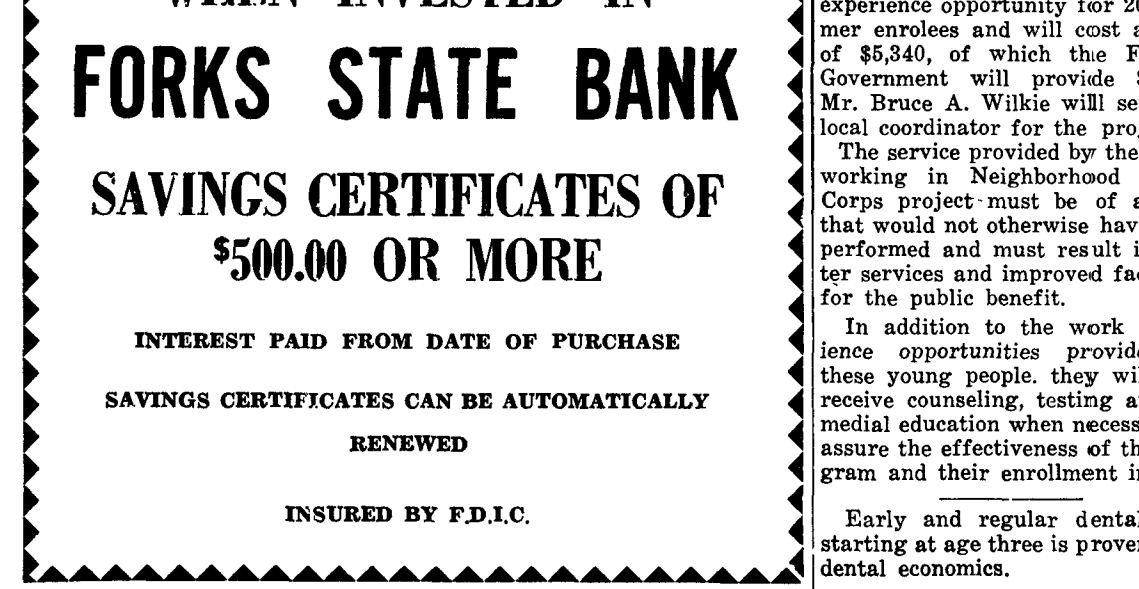 WHEN INVESTED IN
FORKS STATE BANK
SAVINGS CERTIFICATES OF
$500.00 OR MORE
INTEREST PAID FROM DATE OF PURCHASE
SAVINGS CERTIFICATES CAN BE AUTOMATICALLY
RENEWED
INSURED BY F.D.I.C.
experience opportunity for
mer enrolees and will cost
of $5,340, of which the
Government will provide
Mr. Bruce A. Wilkie will
local coordinator for the
The service provided by the
working in Neighborhood
Corps project must be of
that would not otherwise
performed and must result
ter services and improved
for the public benefit.
In addition to the work
ience opportunities
these young people. they
receive counseling, testing
medial education when
assure the effectiveness of
gram and their enrollment
Early and regular
starting at age three is
dental economics.